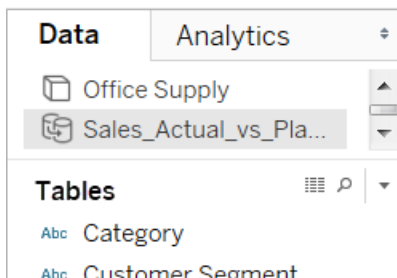 Data Analytics
Office Supply
Sales_Actual_vs_Pla...
Tables
Abc Category
Abc Customer Segment